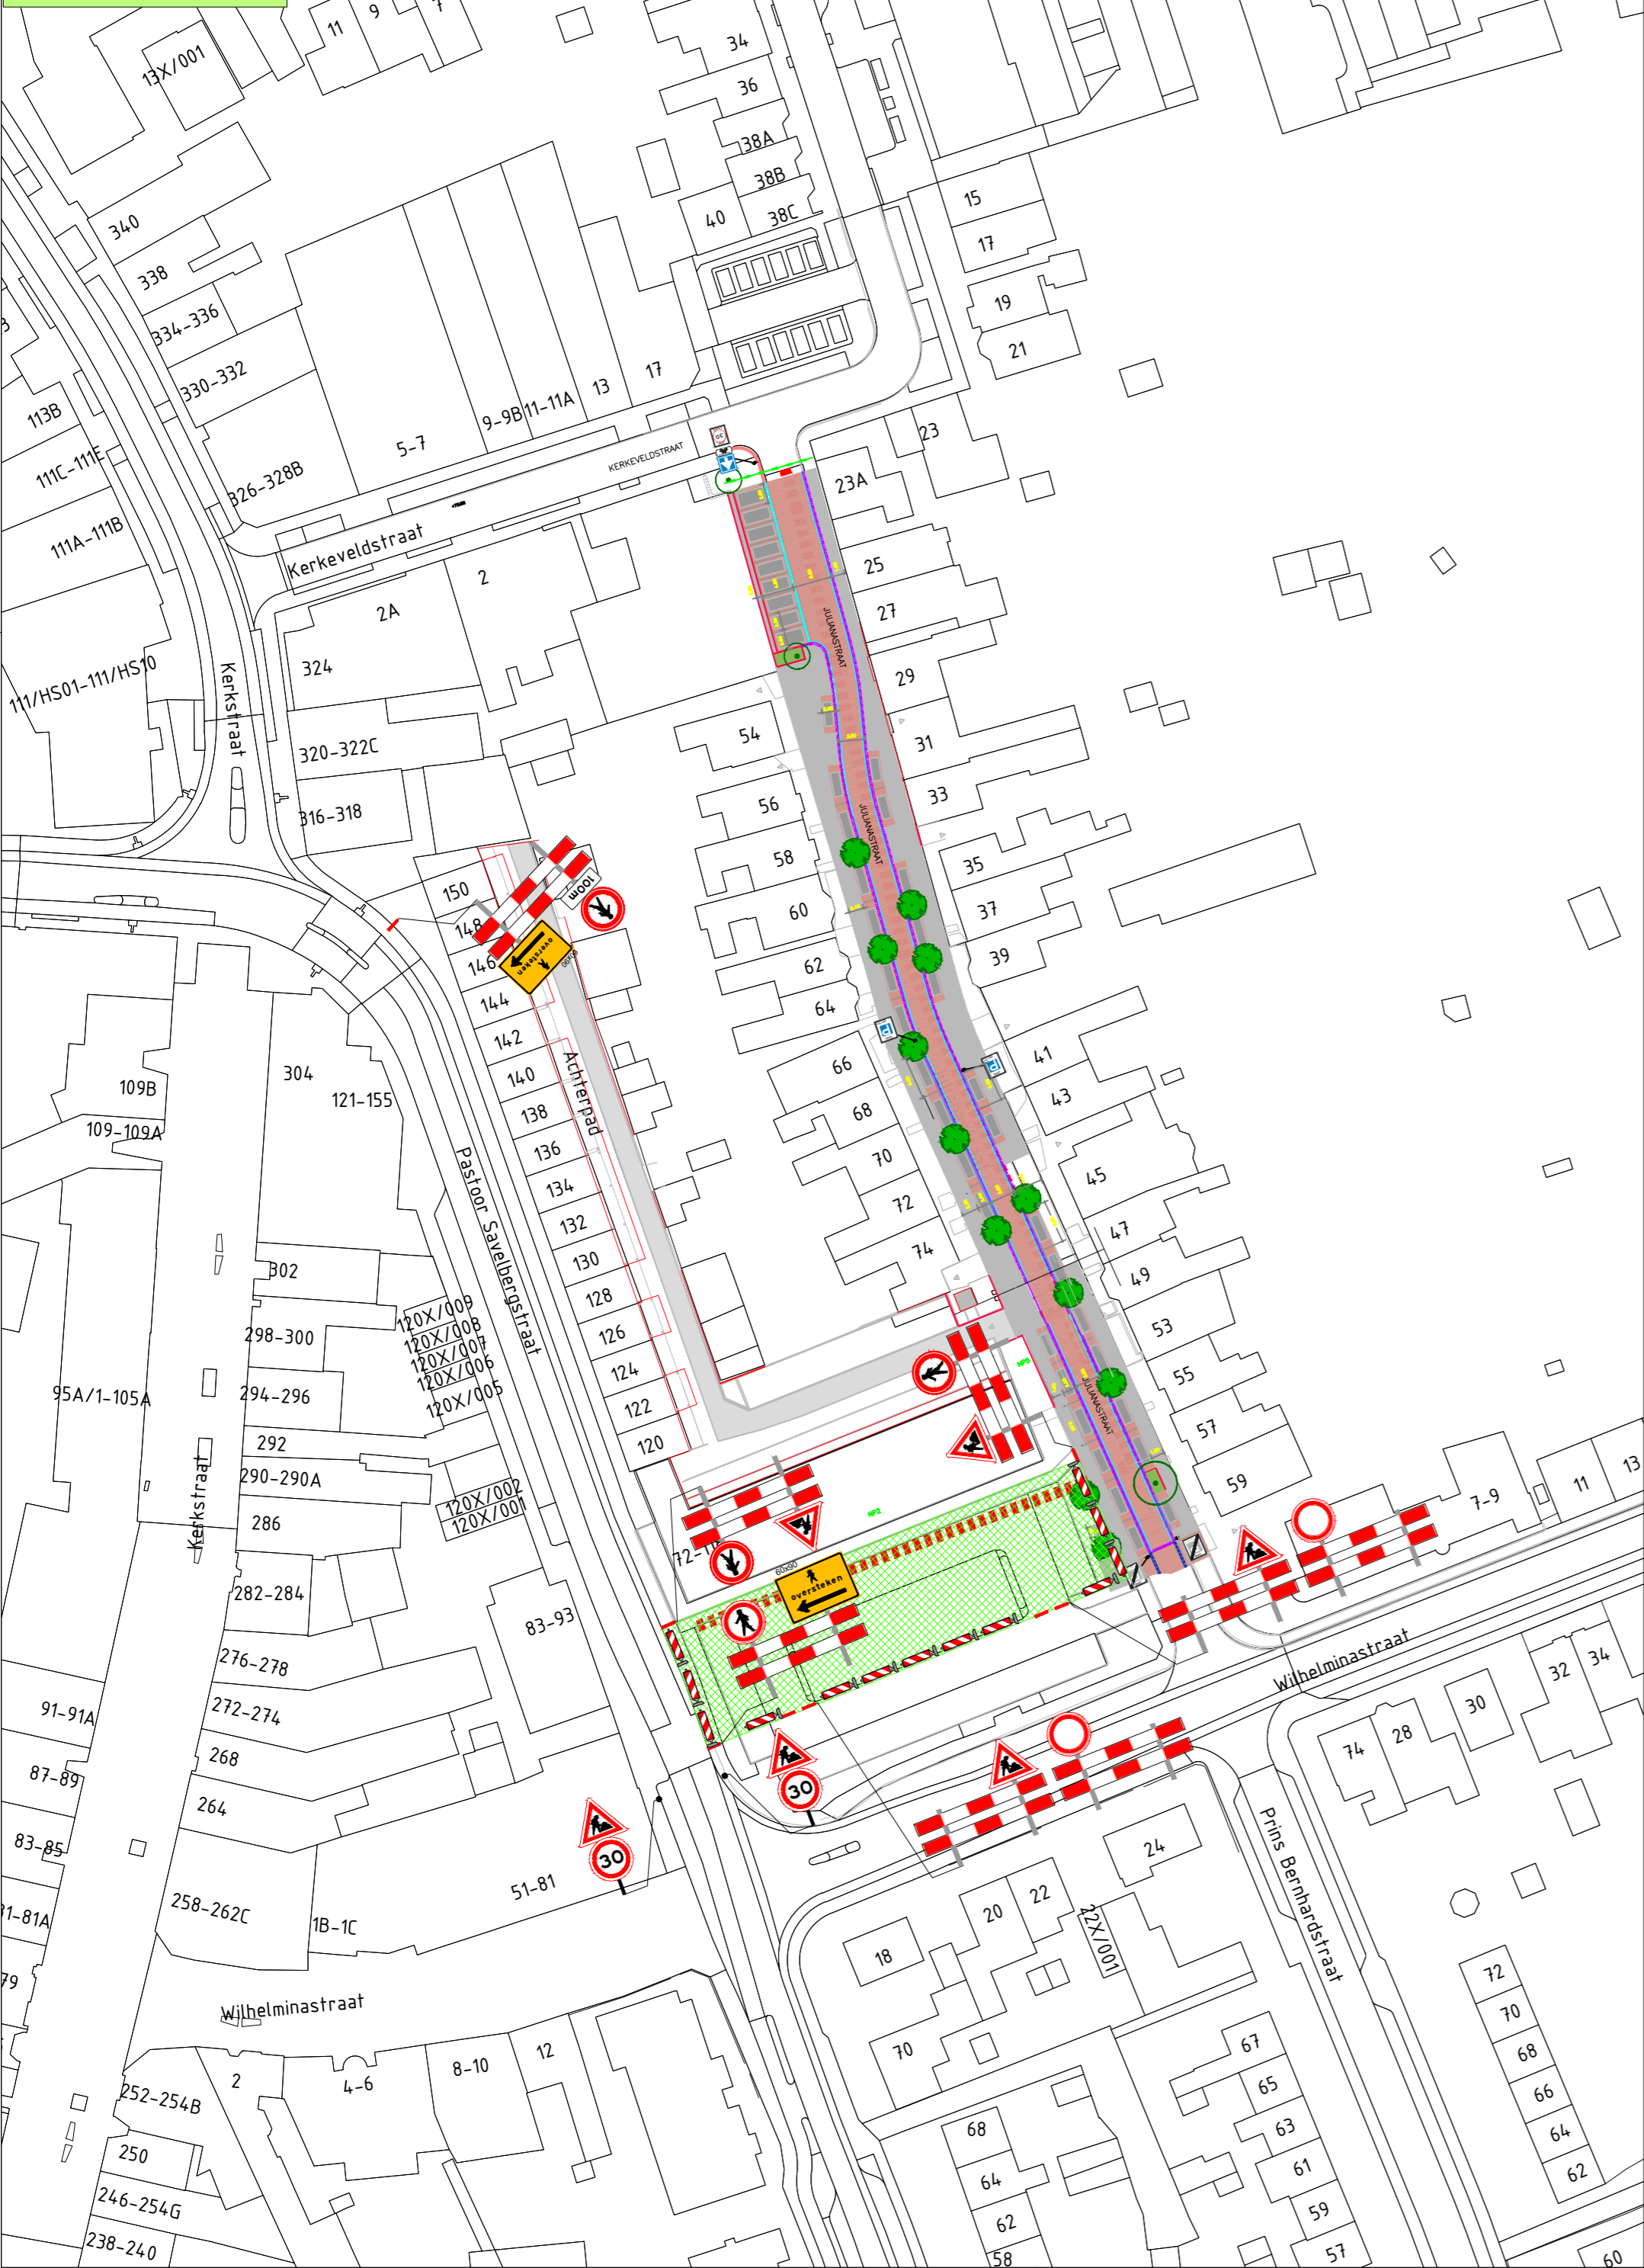 11
9
7
13X/001
34
36
38A
38B
38C
40
15
17
19
21
340
338
334-336
330-332
326-328B
5-7
9-9B
11-11A
13
17
113B
111C-111E
111A-111B
111/HS01-111/HS10
KERKEVELDSTRAAT
Kerkeveldstraat
23
23A
25
27
29
31
33
35
37
39
41
43
45
47
49
53
55
57
59
JULIANASTRAAT
JULIANASTRAAT
JULIANASTRAAT
2
2A
324
320-322C
316-318
Kerkstraat
54
56
58
60
62
64
66
68
70
72
74
150
148
146
144
142
140
138
136
134
132
130
128
126
124
122
120
100m
oversteken
60x90
Achterpad
Pastoor Savelbergstraat
P
P
304
121-155
109B
109-109A
302
298-300
294-296
292
290-290A
286
282-284
276-278
272-274
268
264
258-262C
1B-1C
51-81
83-93
120X/009
120X/008
120X/007
120X/006
120X/005
120X/002
120X/001
95A/1-105A
Kerkstraat
91-91A
87-89
83-85
NP2
60x90
oversteken
30
30
7-9
11
13
Wilhelminastraat
32
34
30
28
74
24
22
20
18
22X/001
Prins Bernhardstraat
72
70
68
66
64
62
60
70
67
65
63
61
59
57
68
64
62
58
Wilhelminastraat
2
4-6
8-10
12
252-254B
250
246-254G
238-240